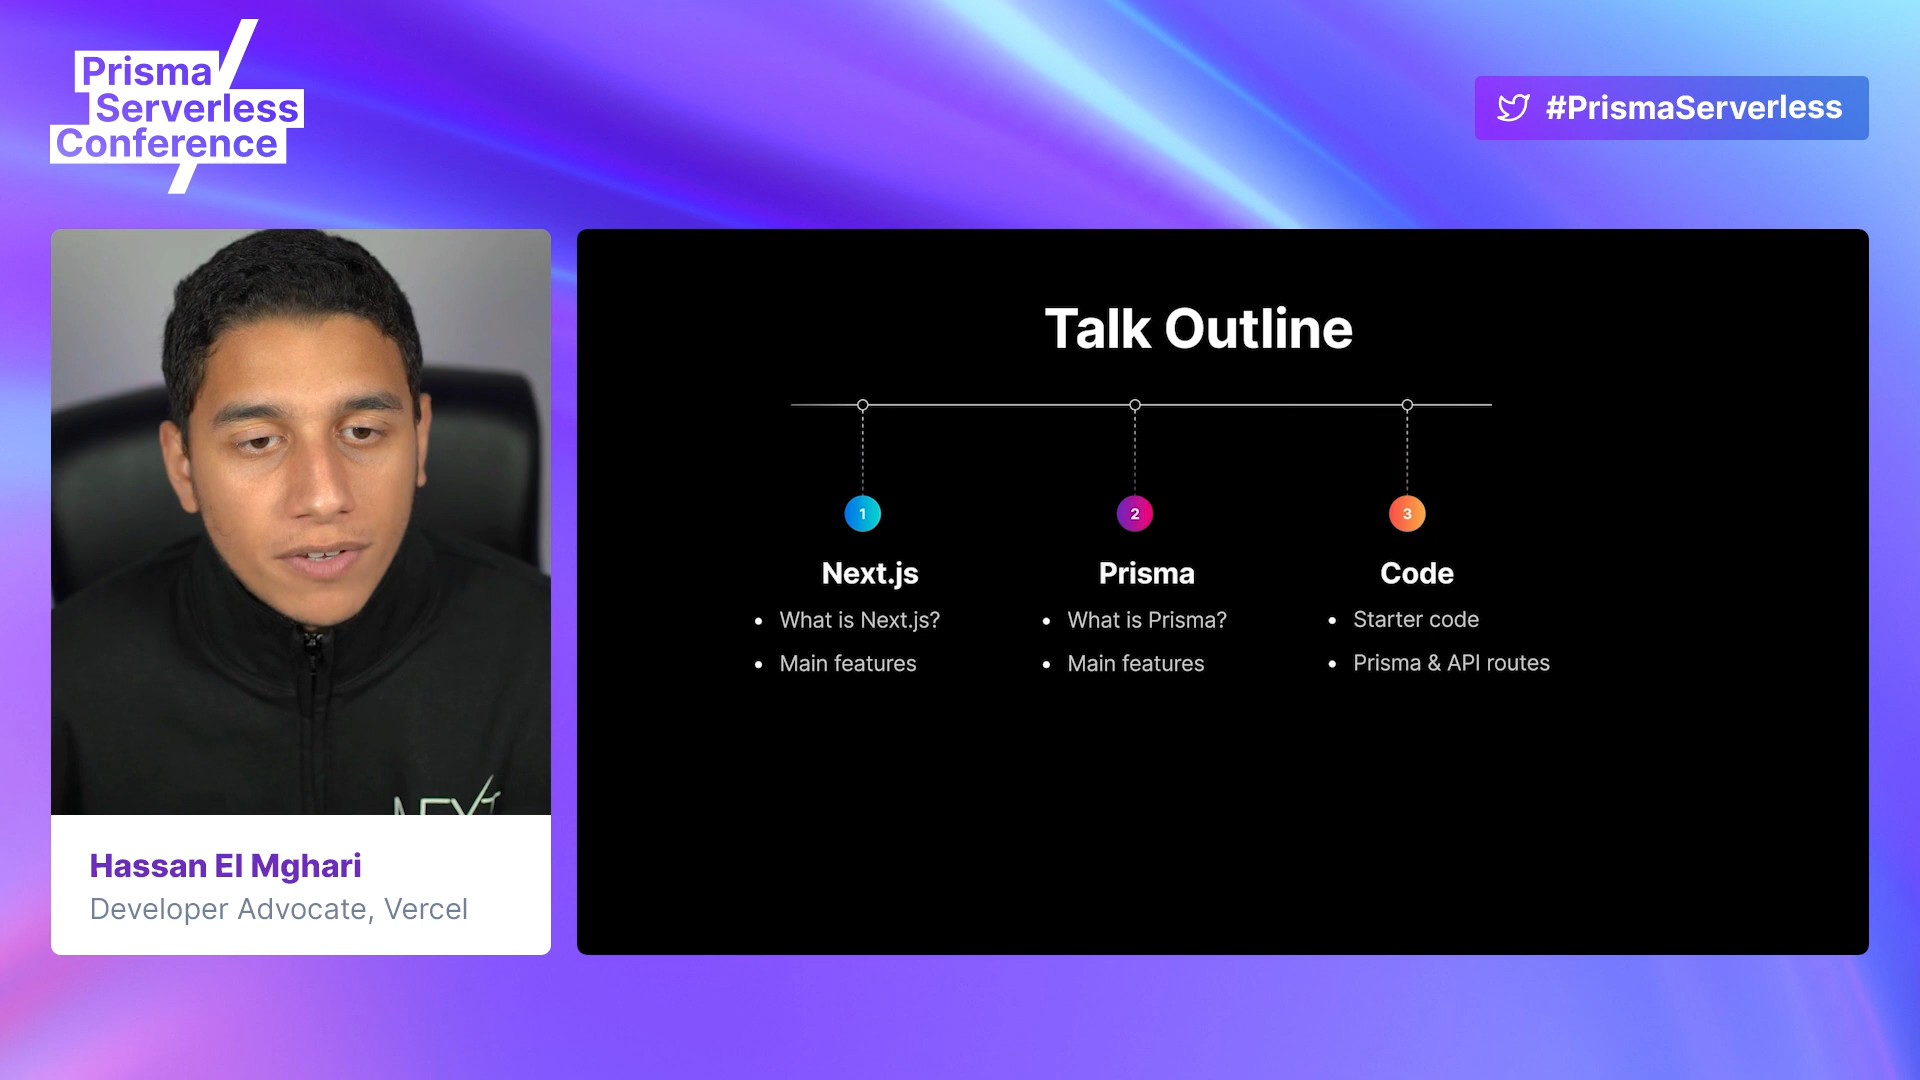 Prisma
Serverless
Conference
#PrismaServerless
Talk Outline
1
2
3
Next.js
What is Next.js?
Main features
Prisma
What is Prisma?
Main features
Code
Starter code
Prisma & API routes
Hassan El Mghari
Developer Advocate, Vercel